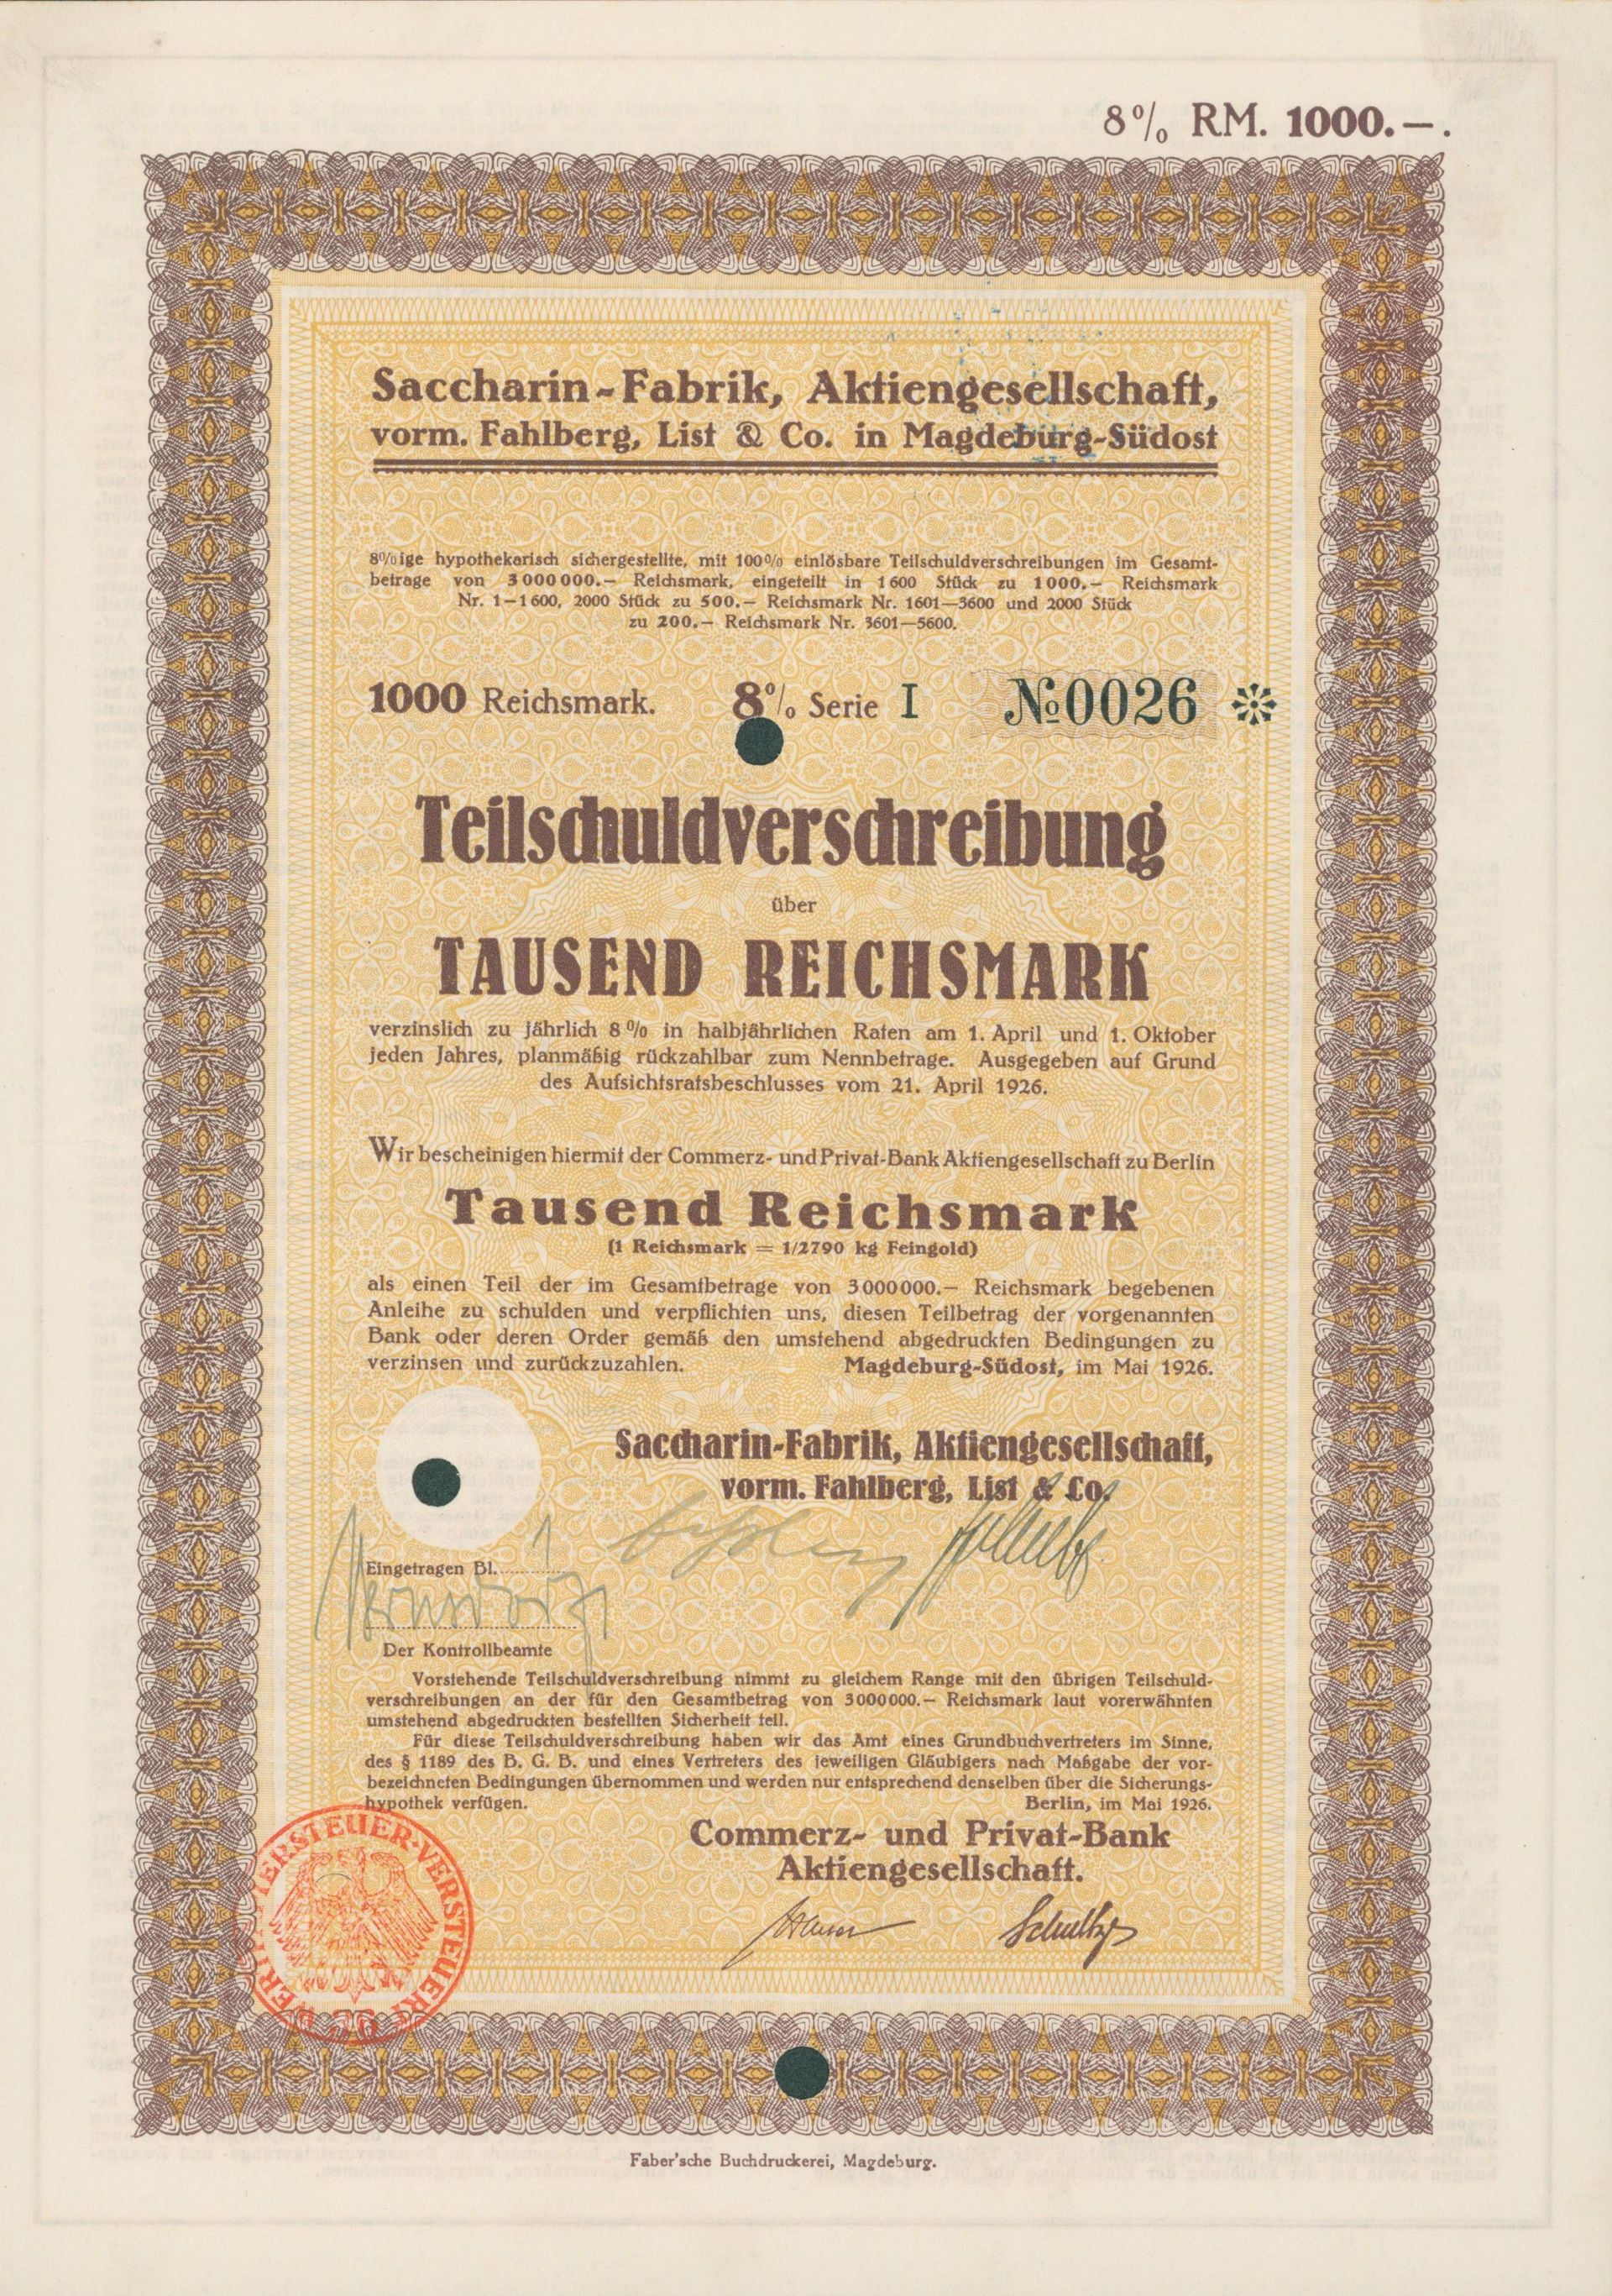 8% RM. 1000.—.
Saccharin-Fabrik, Aktiengesellschaft,
vorm. Fahlberg, List & Co. in Magdeburg-Südost
8%ige hypothekarisch sichergestellte, mit 100% einlösbare Teilschuldverschreibungen im Gesamt-
betrage von 3000000.— Reichsmark, eingeteilt in 1600 Stück zu 1000.— Reichsmark
Nr. 1—1600, 2000 Stück zu 500.— Reichsmark Nr. 1601—3600 und 2000 Stück
zu 200.— Reichsmark Nr. 3601—5600.
1000 Reichsmark. 8% Serie I № 0026
Teilschuldverschreibung
über
TAUSEND REICHSMARK
verzinslich zu jährlich 8% in halbjährlichen Raten am 1. April und 1. Oktober
jeden Jahres, planmäßig rückzahlbar zum Nennbetrage. Ausgegeben auf Grund
des Aufsichtsratsbeschlusses vom 21. April 1926.
Wir bescheinigen hiermit der Commerz- und Privat-Bank Aktiengesellschaft zu Berlin
Tausend Reichsmark
(1 Reichsmark = 1/2790 kg Feingold)
als einen Teil der im Gesamtbetrage von 3000000.— Reichsmark begebenen
Anleihe zu schulden und verpflichten uns, diesen Teilbetrag der vorgenannten
Bank oder deren Order gemäß den umstehend abgedruckten Bedingungen zu
verzinsen und zurückzuzahlen. Magdeburg-Südost, im Mai 1926.
Saccharin-Fabrik, Aktiengesellschaft,
vorm. Fahlberg, List & Co.
Eingetragen Bl. 1
Der Kontrollbeamte
Vorstehende Teilschuldverschreibung nimmt zu gleichem Range mit den übrigen Teilschuld-
verschreibungen an der für den Gesamtbetrag von 3000000.— Reichsmark laut vorerwähnten
umstehend abgedruckten bestellten Sicherheit teil.
Für diese Teilschuldverschreibung haben wir das Amt eines Grundbuchvertreters im Sinne,
des § 1189 des B. G. B. und eines Vertreters des jeweiligen Gläubigers nach Maßgabe der vor-
bezeichneten Bedingungen übernommen und werden nur entsprechend denselben über die Sicherungs-
hypothek verfügen. Berlin, im Mai 1926.
Commerz- und Privat-Bank
Aktiengesellschaft.
Schultze
WERTPAPIERSTEUER·VERSTEUERT
26
Faber'sche Buchdruckerei, Magdeburg.